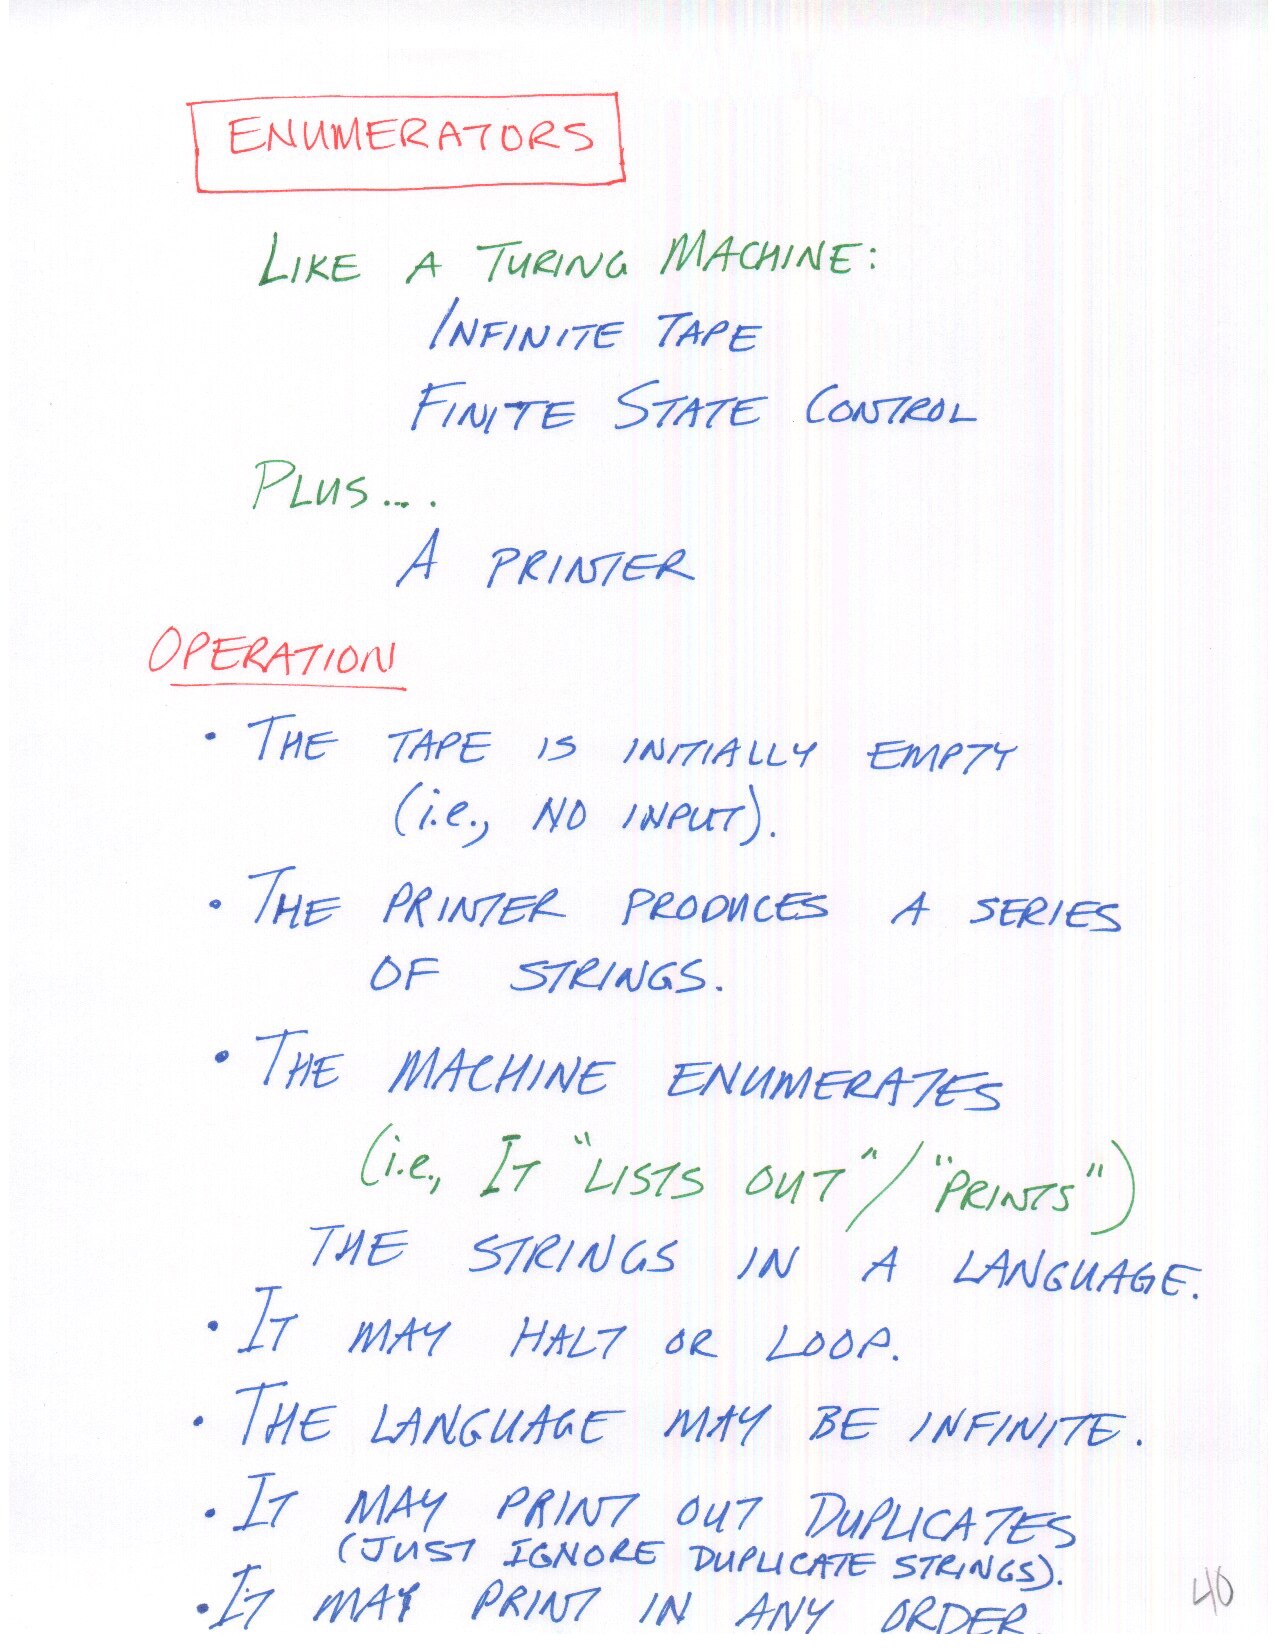 ENUMERATORS
LIKE A TURING MACHINE:
INFINITE TAPE
FINITE STATE CONTROL
PLUS....
A PRINTER
OPERATION
• THE TAPE IS INITIALLY EMPTY
(i.e., NO INPUT).
• THE PRINTER PRODUCES A SERIES
OF STRINGS.
• THE MACHINE ENUMERATES
(i.e., IT "LISTS OUT" / "PRINTS")
THE STRINGS IN A LANGUAGE.
• IT MAY HALT OR LOOP.
• THE LANGUAGE MAY BE INFINITE.
• IT MAY PRINT OUT DUPLICATES
(JUST IGNORE DUPLICATE STRINGS).
• IT MAY PRINT IN ANY ORDER.
40